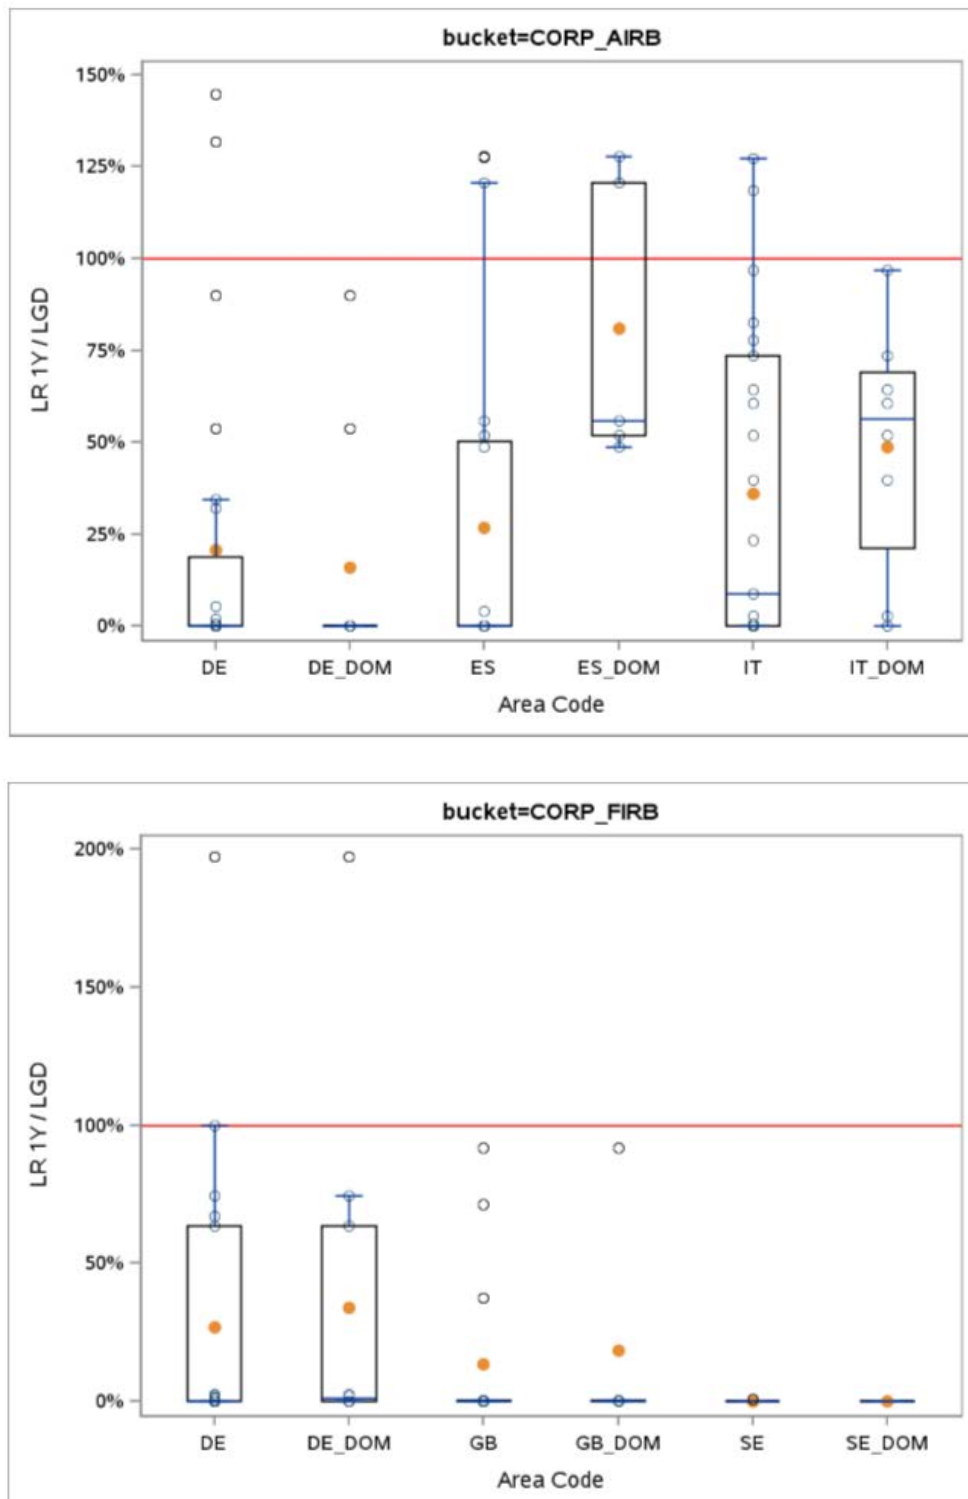 bucket=CORP_AIRB
150%
125%
100%
75%
50%
25%
0%
LR 1Y / LGD
DE DE_DOM ES ES_DOM IT IT_DOM
Area Code
bucket=CORP_FIRB
200%
150%
100%
50%
0%
LR 1Y / LGD
DE DE_DOM GB GB_DOM SE SE_DOM
Area Code